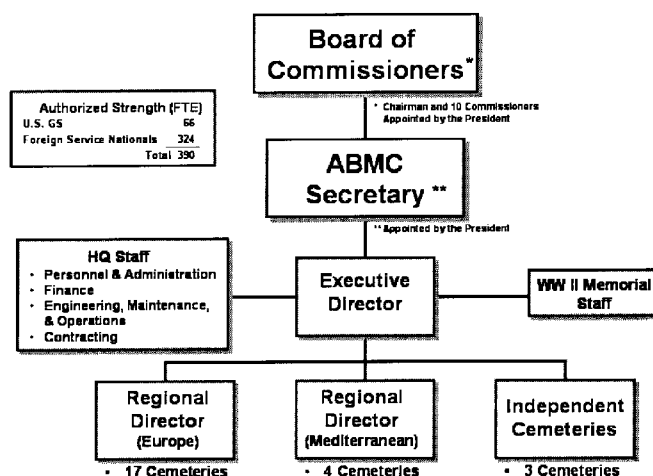 Board of
Commissioners*
* Chairman and 10 Commissioners
Appointed by the President
Authorized Strength (FTE)
U.S. GS 66
Foreign Service Nationals 324
Total 390
ABMC
Secretary **
** Appointed by the President
HQ Staff
• Personnel & Administration
• Finance
• Engineering, Maintenance,
& Operations
• Contracting
Executive
Director
WW II Memorial
Staff
Regional
Director
(Europe)
• 17 Cemeteries
Regional
Director
(Mediterranean)
• 4 Cemeteries
Independent
Cemeteries
• 3 Cemeteries